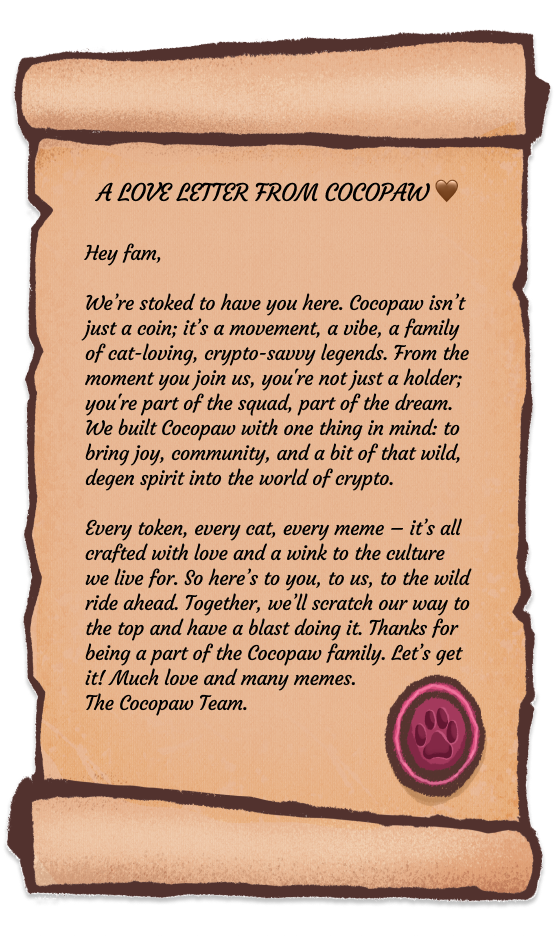 A LOVE LETTER FROM COCOPAW 🤎
Hey fam,
We’re stoked to have you here. Cocopaw isn’t
just a coin; it’s a movement, a vibe, a family
of cat-loving, crypto-savvy legends. From the
moment you join us, you're not just a holder;
you're part of the squad, part of the dream.
We built Cocopaw with one thing in mind: to
bring joy, community, and a bit of that wild,
degen spirit into the world of crypto.
Every token, every cat, every meme – it’s all
crafted with love and a wink to the culture
we live for. So here’s to you, to us, to the wild
ride ahead. Together, we’ll scratch our way to
the top and have a blast doing it. Thanks for
being a part of the Cocopaw family. Let’s get
it! Much love and many memes.
The Cocopaw Team.